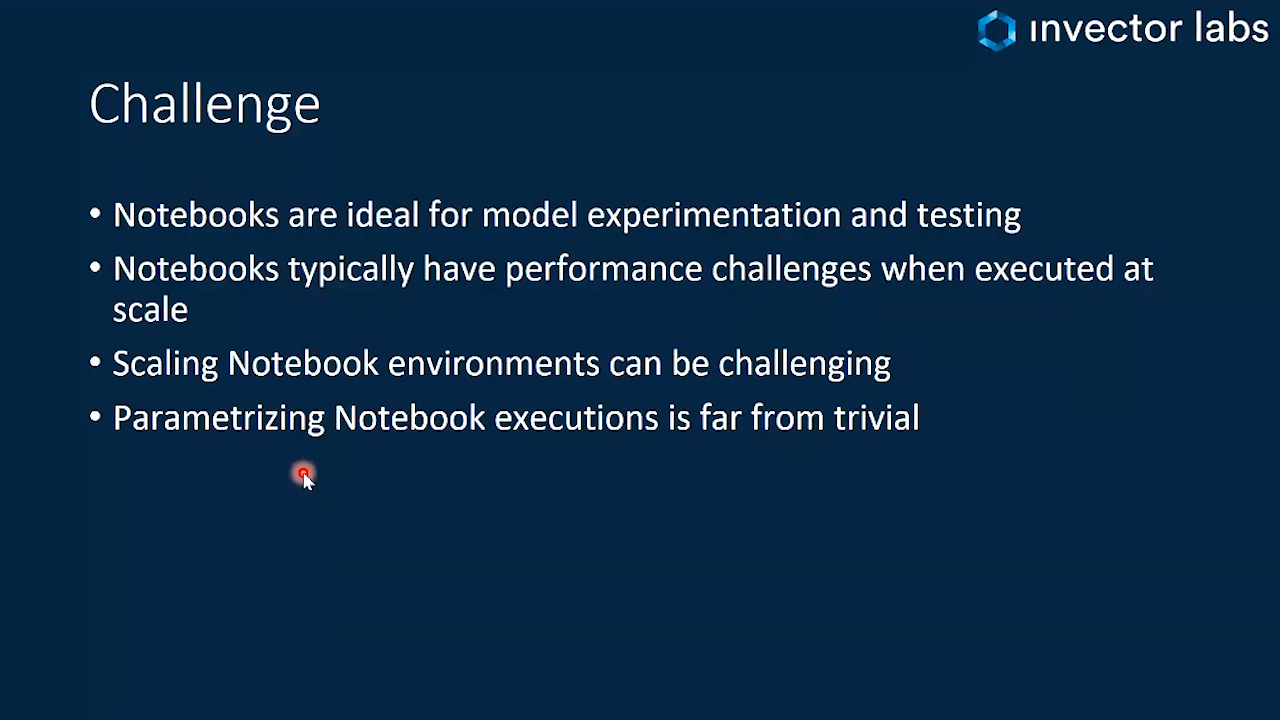 ınvector labs
Challenge
• Notebooks are ideal for model experimentation and testing
• Notebooks typically have performance challenges when executed at
scale
• Scaling Notebook environments can be challenging
• Parametrizing Notebook executions is far from trivial